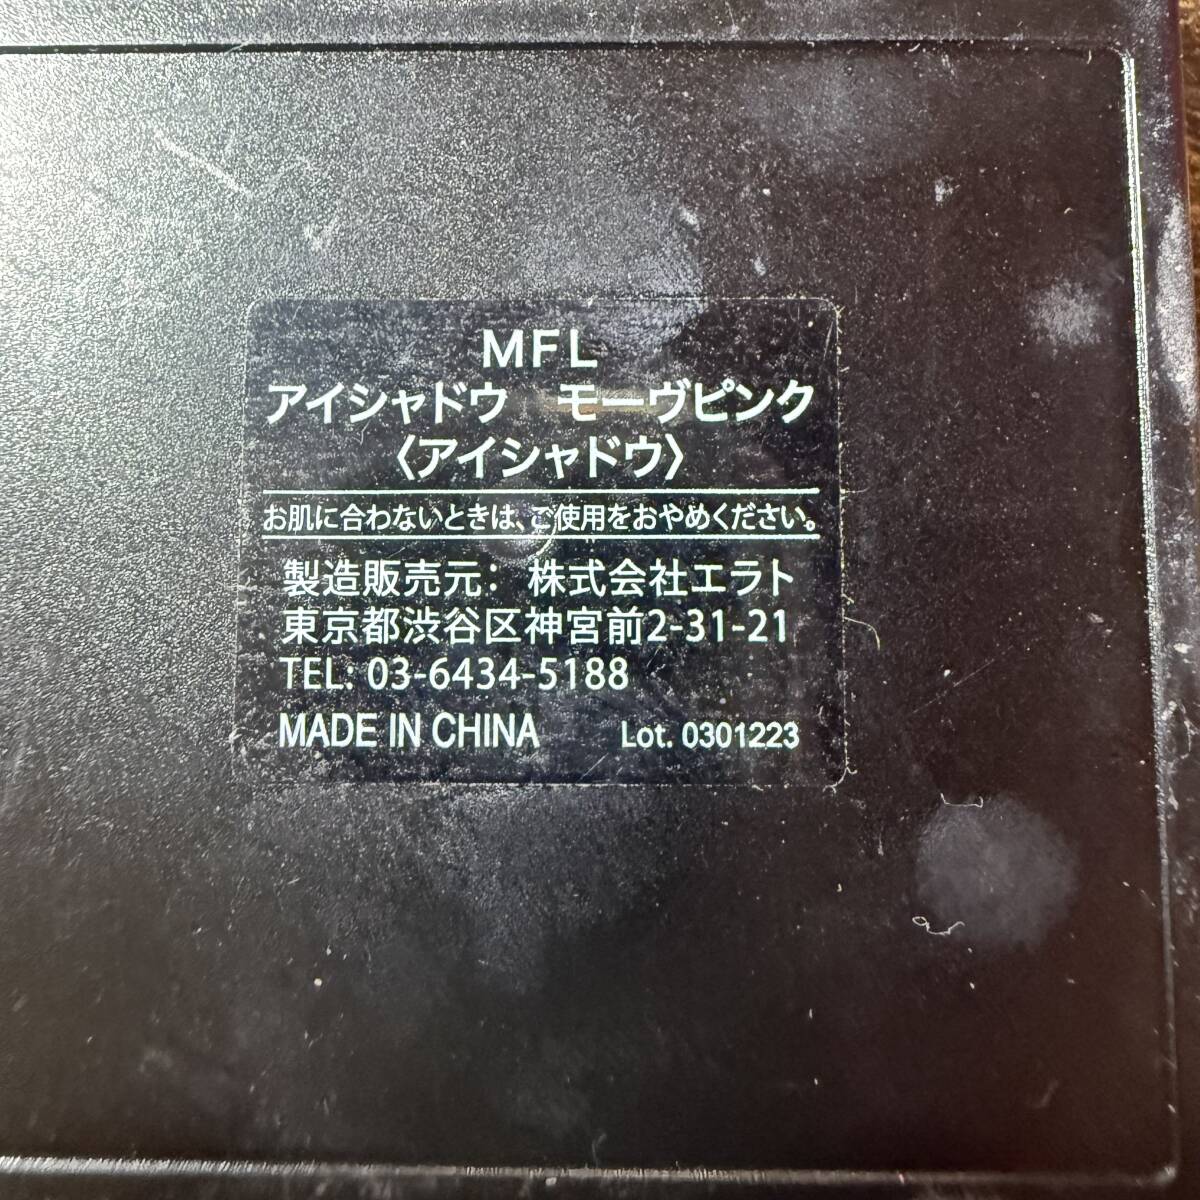 MFL
アイシャドウ　モーヴピンク
〈アイシャドウ〉
お肌に合わないときは、ご使用をおやめください。
製造販売元： 株式会社エラト
東京都渋谷区神宮前2-31-21
TEL: 03-6434-5188
MADE IN CHINA Lot. 0301223